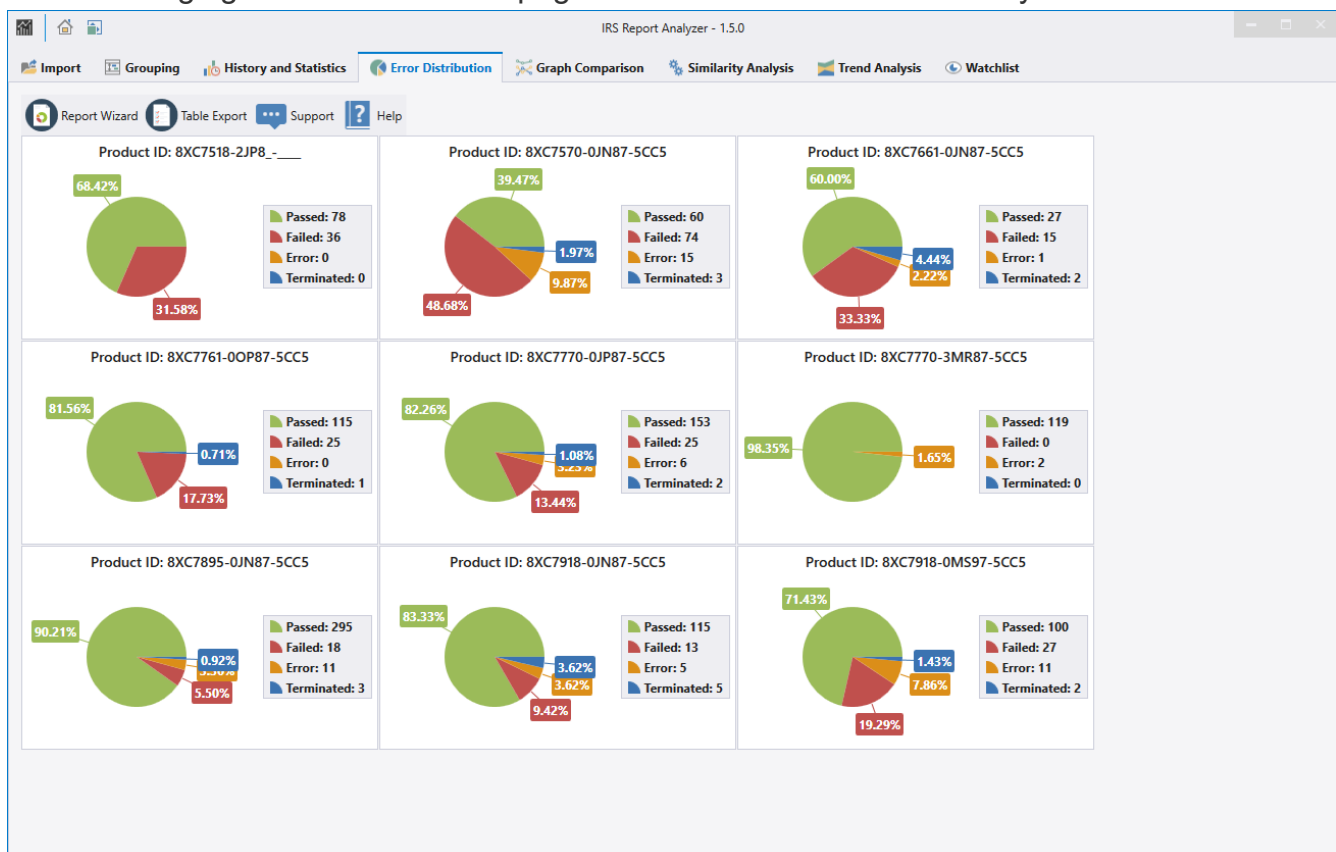 IRS Report Analyzer - 1.5.0
Import Grouping History and Statistics Error Distribution Graph Comparison Similarity Analysis Trend Analysis Watchlist
Report Wizard Table Export Support Help
Product ID: 8XC7518-2JP8_-____
68.42%
31.58%
Passed: 78
Failed: 36
Error: 0
Terminated: 0
Product ID: 8XC7570-0JN87-5CC5
39.47%
1.97%
9.87%
48.68%
Passed: 60
Failed: 74
Error: 15
Terminated: 3
Product ID: 8XC7661-0JN87-5CC5
60.00%
4.44%
2.22%
33.33%
Passed: 27
Failed: 15
Error: 1
Terminated: 2
Product ID: 8XC7761-0OP87-5CC5
81.56%
0.71%
17.73%
Passed: 115
Failed: 25
Error: 0
Terminated: 1
Product ID: 8XC7770-0JP87-5CC5
82.26%
1.08%
13.44%
Passed: 153
Failed: 25
Error: 6
Terminated: 2
Product ID: 8XC7770-3MR87-5CC5
98.35%
1.65%
Passed: 119
Failed: 0
Error: 2
Terminated: 0
Product ID: 8XC7895-0JN87-5CC5
90.21%
0.92%
5.50%
Passed: 295
Failed: 18
Error: 11
Terminated: 3
Product ID: 8XC7918-0JN87-5CC5
83.33%
3.62%
3.62%
9.42%
Passed: 115
Failed: 13
Error: 5
Terminated: 5
Product ID: 8XC7918-0MS97-5CC5
71.43%
1.43%
7.86%
19.29%
Passed: 100
Failed: 27
Error: 11
Terminated: 2